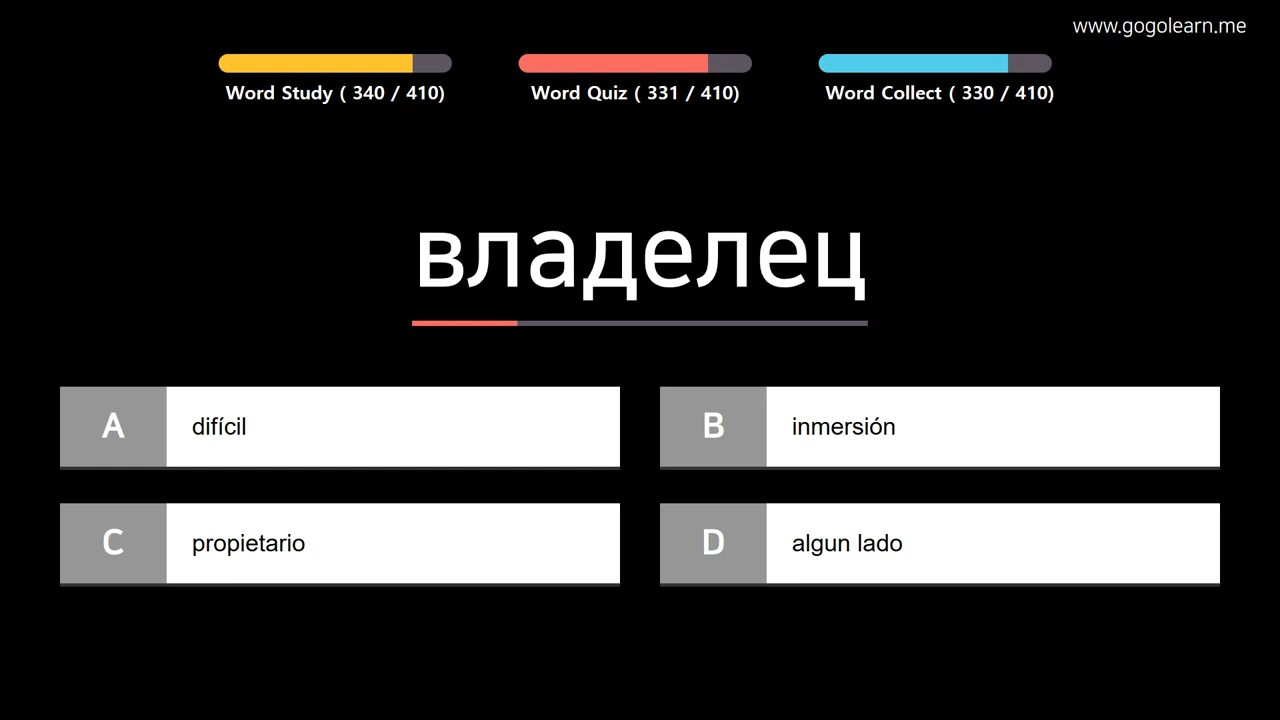 www.gogolearn.me
Word Study ( 340 / 410)
Word Quiz ( 331 / 410)
Word Collect ( 330 / 410)
владелец
A difícil
B inmersión
C propietario
D algun lado